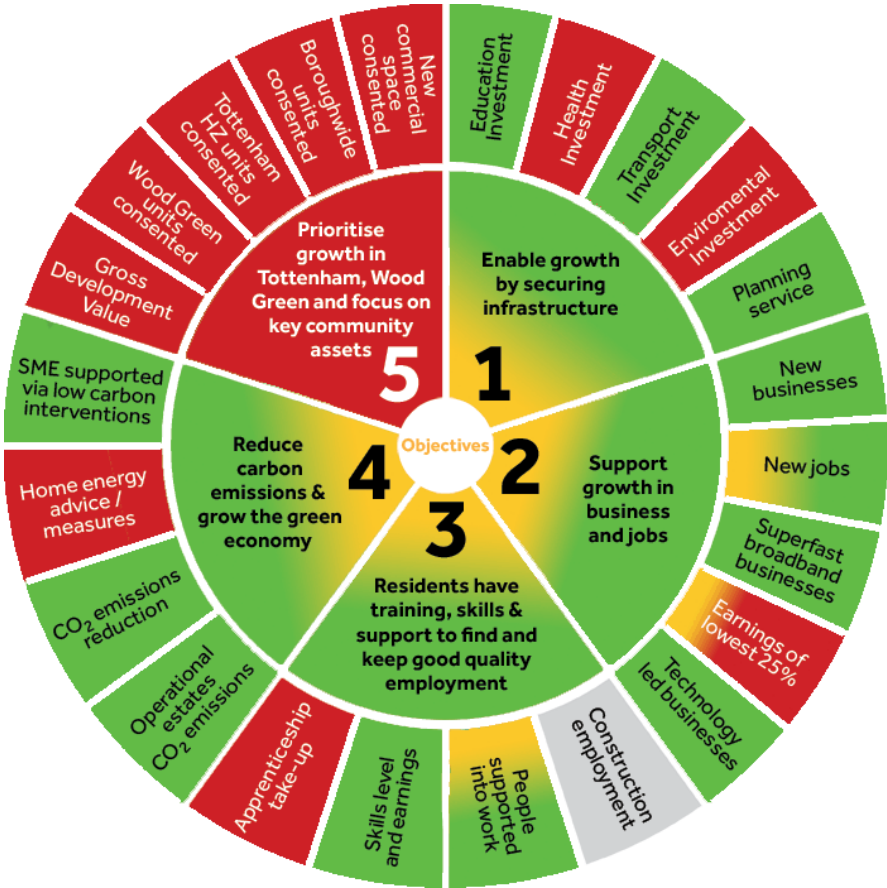 Education
Investment
Health
Investment
Transport
Investment
Enviromental
Investment
Planning
service
New
businesses
New jobs
Superfast
broadband
businesses
Earnings of
lowest 25%
Technology
led businesses
Construction
employment
People
supported
into work
Skills level
and earnings
Apprenticeship
take-up
Operational
estates
CO₂ emissions
CO₂ emissions
reduction
Home energy
advice /
measures
SME supported
via low carbon
interventions
Gross
Development
Value
Wood Green
units
consented
Tottenham
HZ units
consented
Boroughwide
units
consented
New
commercial
space
consented
Enable growth
by securing
infrastructure
1
Support
growth in
business
and jobs
2
3
Residents have
training, skills &
support to find and
keep good quality
employment
Reduce
carbon
emissions &
grow the green
economy
4
Prioritise
growth in
Tottenham, Wood
Green and focus on
key community
assets
5
Objectives